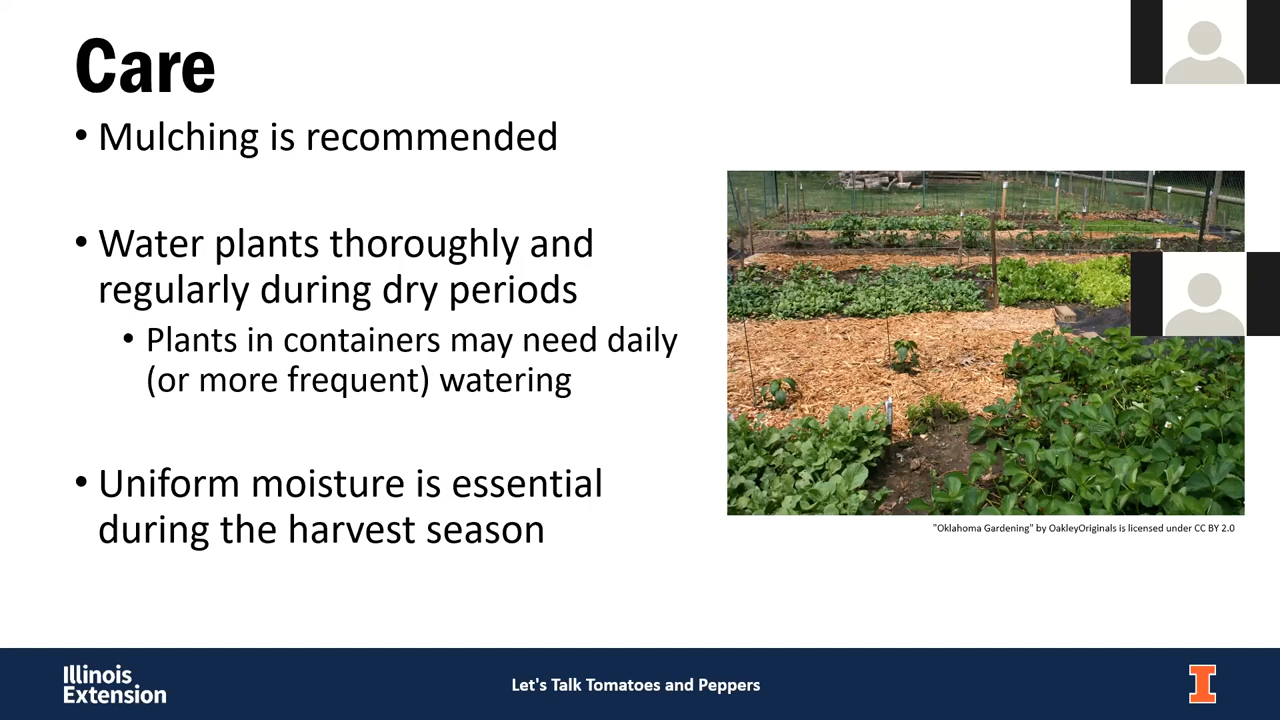 Care
• Mulching is recommended
• Water plants thoroughly and
regularly during dry periods
• Plants in containers may need daily
(or more frequent) watering
• Uniform moisture is essential
during the harvest season
"Oklahoma Gardening" by OakleyOriginals is licensed under CC BY 2.0
Illinois
Extension
Let's Talk Tomatoes and Peppers
I